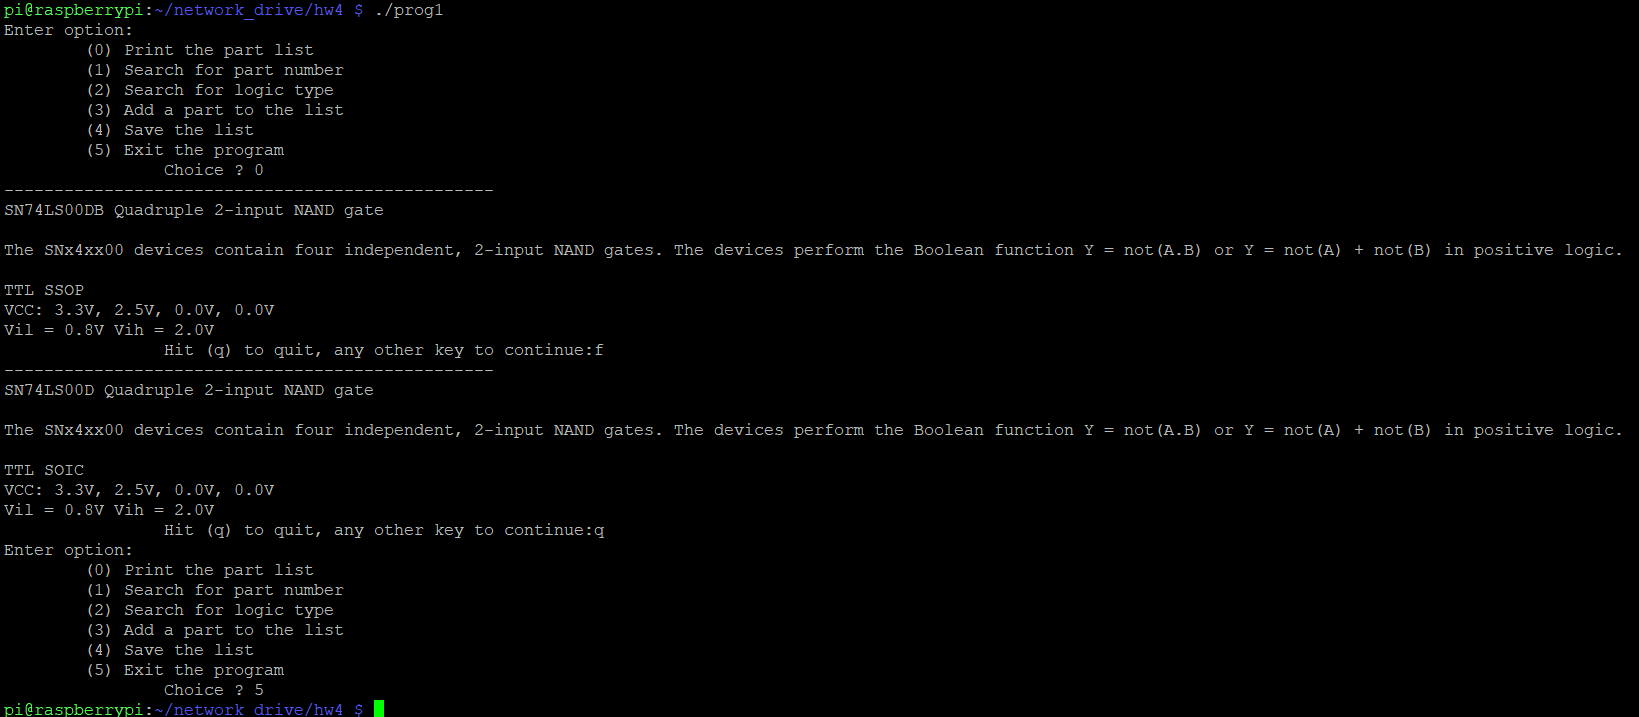 pi@raspberrypi:~/network_drive/hw4 $ ./prog1
Enter option:
(0) Print the part list
(1) Search for part number
(2) Search for logic type
(3) Add a part to the list
(4) Save the list
(5) Exit the program
Choice ? 0
-------------------------------------------------
SN74LS00DB Quadruple 2-input NAND gate
The SNx4xx00 devices contain four independent, 2-input NAND gates. The devices perform the Boolean function Y = not(A.B) or Y = not(A) + not(B) in positive logic.
TTL SSOP
VCC: 3.3V, 2.5V, 0.0V, 0.0V
Vil = 0.8V Vih = 2.0V
Hit (q) to quit, any other key to continue:f
-------------------------------------------------
SN74LS00D Quadruple 2-input NAND gate
The SNx4xx00 devices contain four independent, 2-input NAND gates. The devices perform the Boolean function Y = not(A.B) or Y = not(A) + not(B) in positive logic.
TTL SOIC
VCC: 3.3V, 2.5V, 0.0V, 0.0V
Vil = 0.8V Vih = 2.0V
Hit (q) to quit, any other key to continue:q
Enter option:
(0) Print the part list
(1) Search for part number
(2) Search for logic type
(3) Add a part to the list
(4) Save the list
(5) Exit the program
Choice ? 5
pi@raspberrypi:~/network_drive/hw4 $